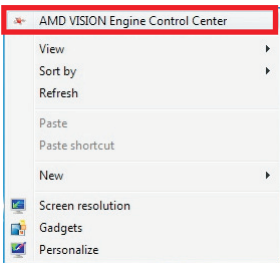 AMD VISION Engine Control Center
View
Sort by
Refresh
Paste
Paste shortcut
New
Screen resolution
Gadgets
Personalize